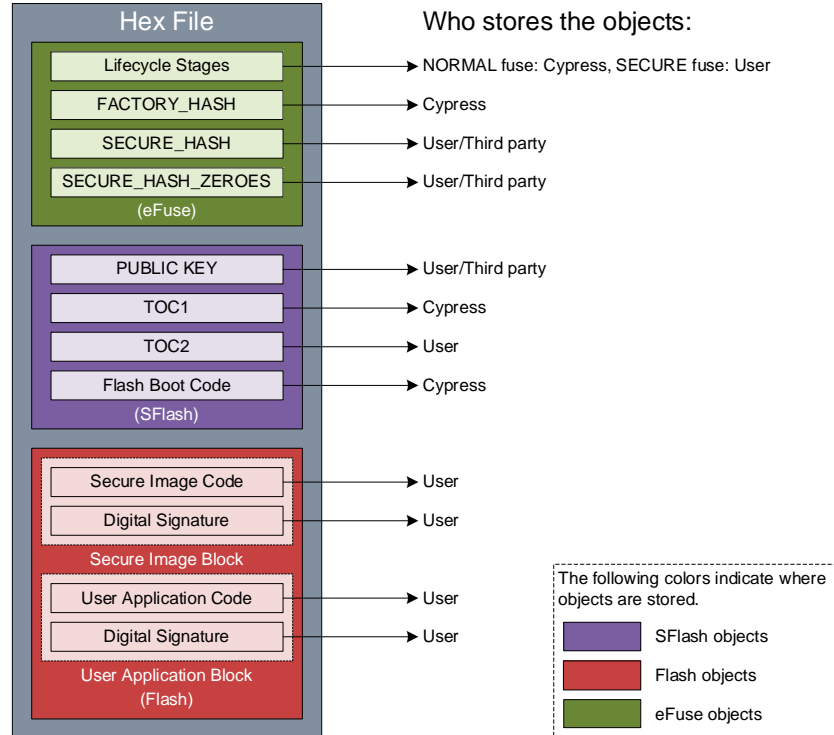 Hex File
Who stores the objects:
Lifecycle Stages
NORMAL fuse: Cypress, SECURE fuse: User
FACTORY_HASH
Cypress
SECURE_HASH
User/Third party
SECURE_HASH_ZEROES
User/Third party
(eFuse)
PUBLIC KEY
User/Third party
TOC1
Cypress
TOC2
User
Flash Boot Code
Cypress
(SFlash)
Secure Image Code
User
Digital Signature
User
Secure Image Block
User Application Code
User
Digital Signature
User
User Application Block
(Flash)
The following colors indicate where
objects are stored.
SFlash objects
Flash objects
eFuse objects